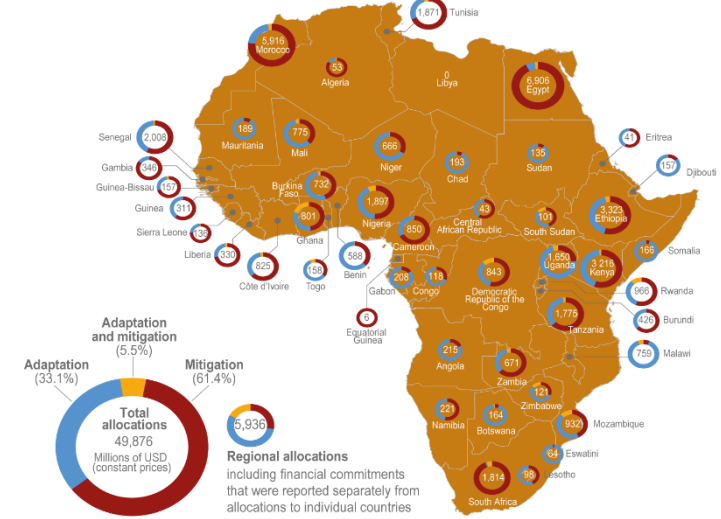 1,871
Tunisia
5,916
Morocco
53
Algeria
0
Libya
6,906
Egypt
189
Mauritania
775
Mali
666
Niger
193
Chad
135
Sudan
41
Eritrea
157
Djibouti
Senegal
2,008
Gambia
346
Guinea-Bissau
157
Guinea
311
Sierra Leone
136
Liberia
330
825
Côte d'Ivoire
Burkina
Faso
732
801
Ghana
158
Togo
588
Benin
1,897
Nigeria
850
Cameroon
43
Central
African Republic
101
South Sudan
3,323
Ethiopia
166
Somalia
1,650
Uganda
3 216
Kenya
966
Rwanda
426
Burundi
759
Malawi
6
Equatorial
Guinea
208
Gabon
118
Congo
843
Democratic
Republic of the
Congo
1,775
Tanzania
215
Angola
671
Zambia
121
Zimbabwe
932
Mozambique
221
Namibia
164
Botswana
64
Eswatini
98
Lesotho
1,814
South Africa
Adaptation
and mitigation
(5.5%)
Adaptation
(33.1%)
Mitigation
(61.4%)
Total
allocations
49,876
Millions of USD
(constant prices)
5,936
Regional allocations
including financial commitments
that were reported separately from
allocations to individual countries